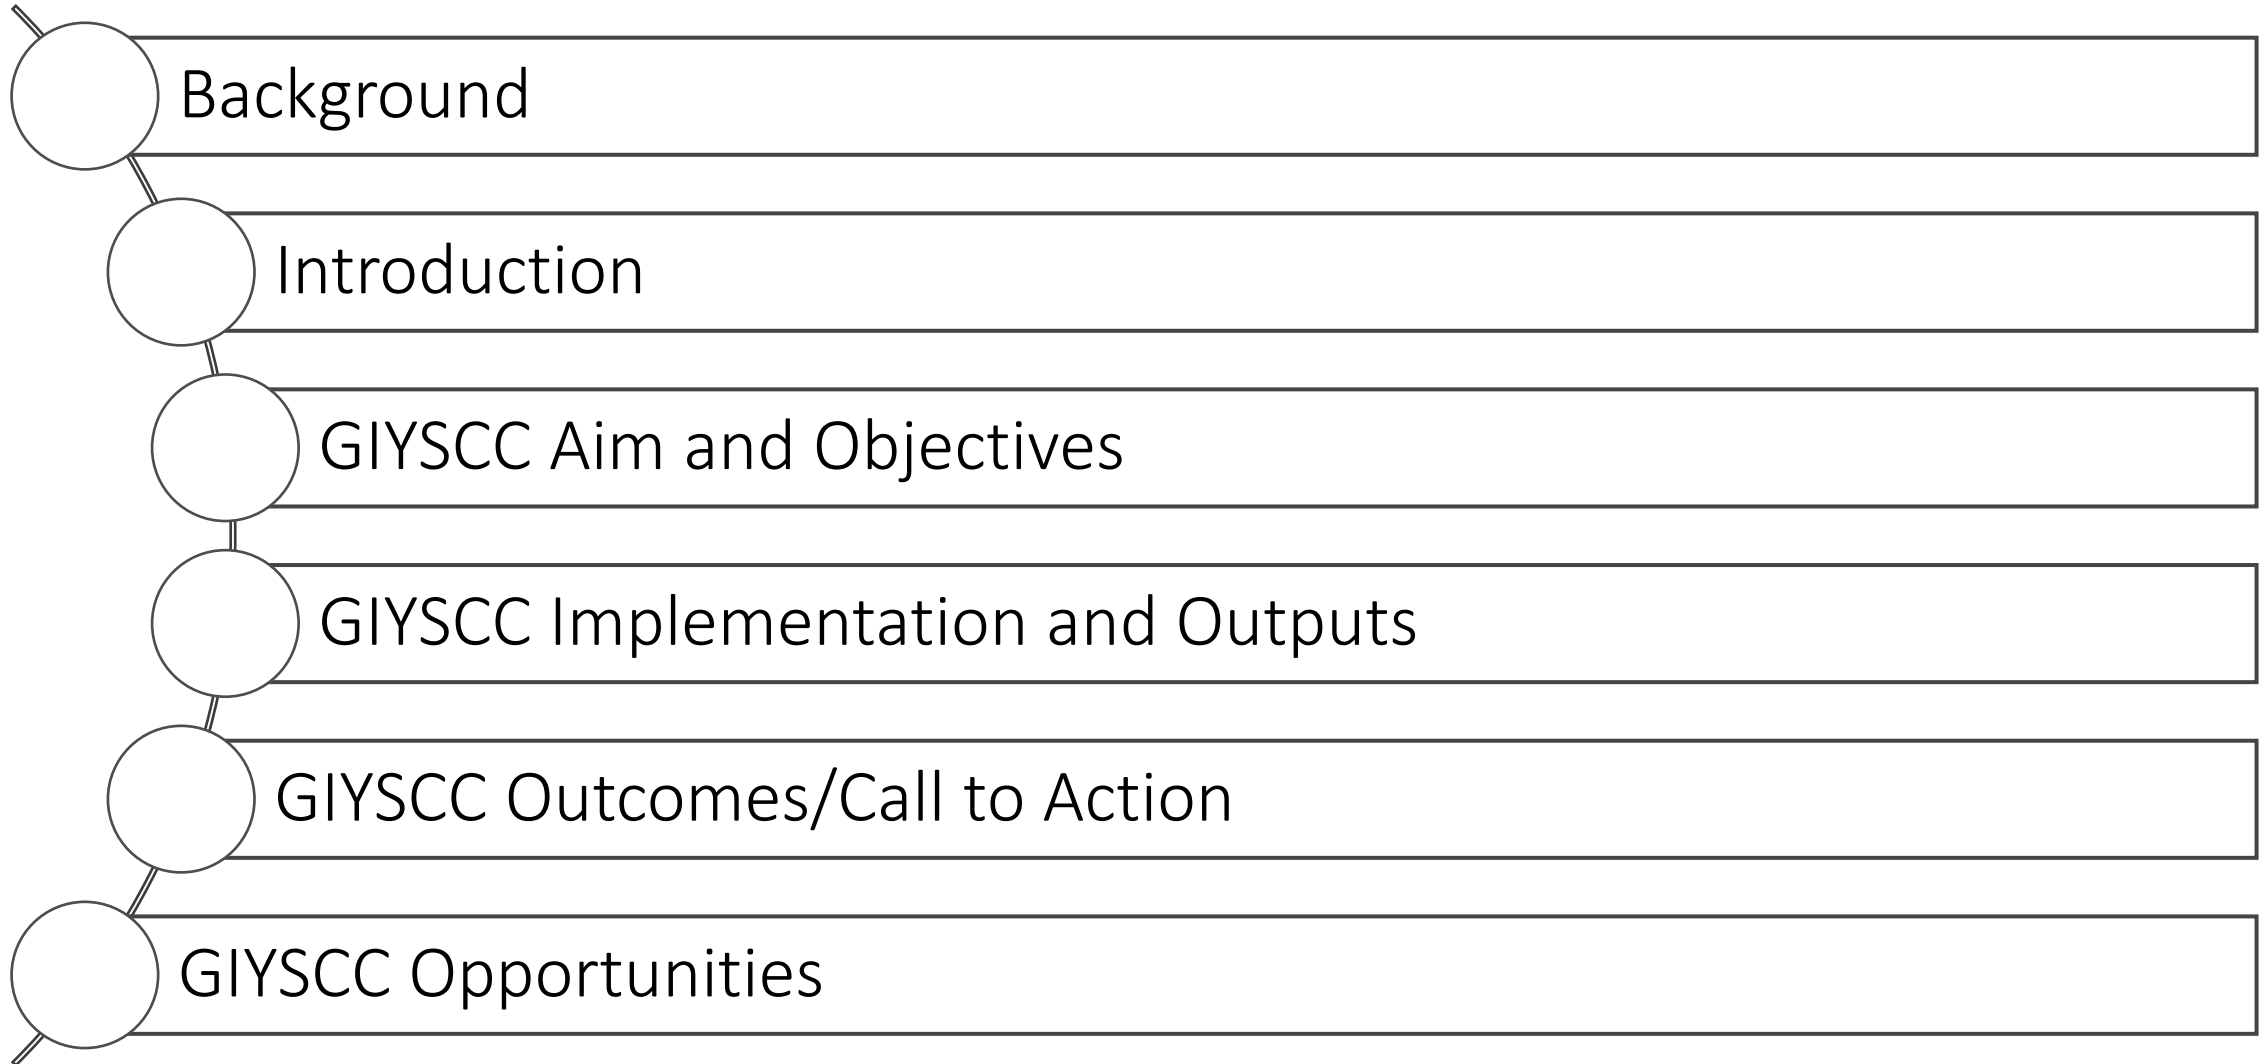 Background
Introduction
GIYSCC Aim and Objectives
GIYSCC Implementation and Outputs
GIYSCC Outcomes/Call to Action
GIYSCC Opportunities